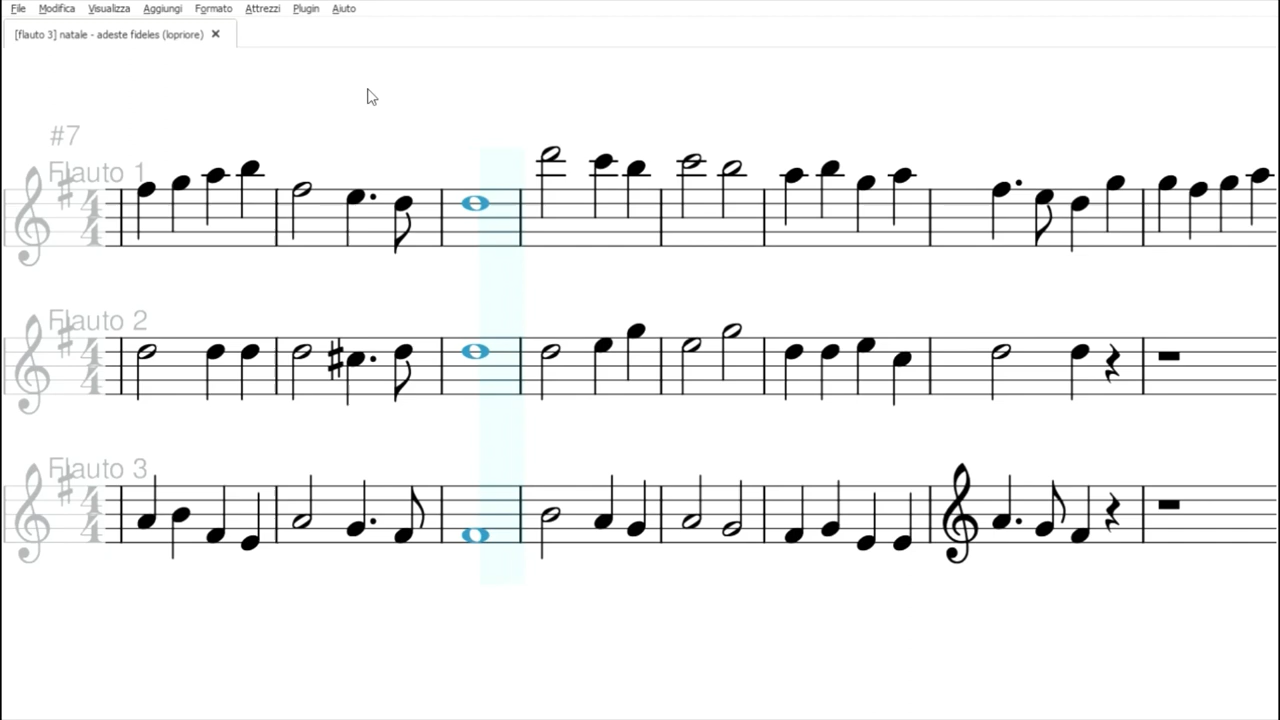 File Modifica Visualizza Aggiungi Formato Attrezzi Plugin Aiuto
[flauto 3] natale - adeste fideles (lopriore)
#7
Flauto 1
Flauto 2
Flauto 3